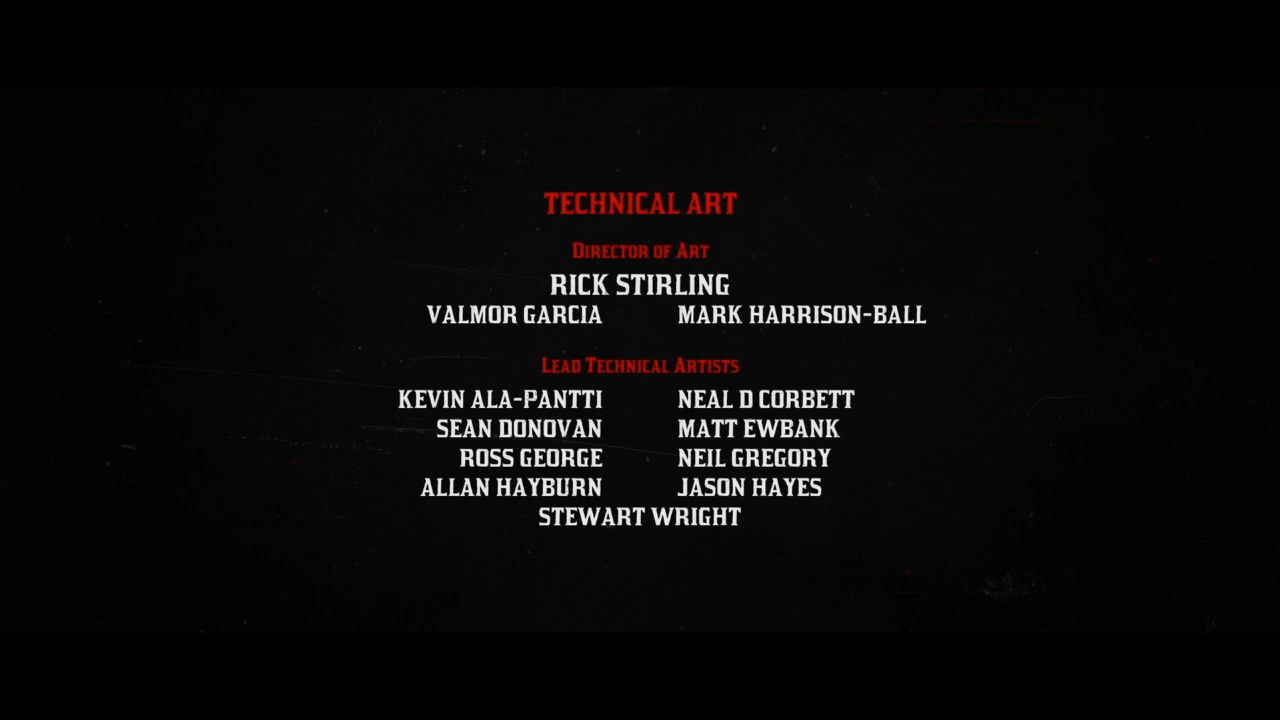 TECHNICAL ART
DIRECTOR OF ART
RICK STIRLING
VALMOR GARCIA MARK HARRISON-BALL
LEAD TECHNICAL ARTISTS
KEVIN ALA-PANTTI NEAL D CORBETT
SEAN DONOVAN MATT EWBANK
ROSS GEORGE NEIL GREGORY
ALLAN HAYBURN JASON HAYES
STEWART WRIGHT